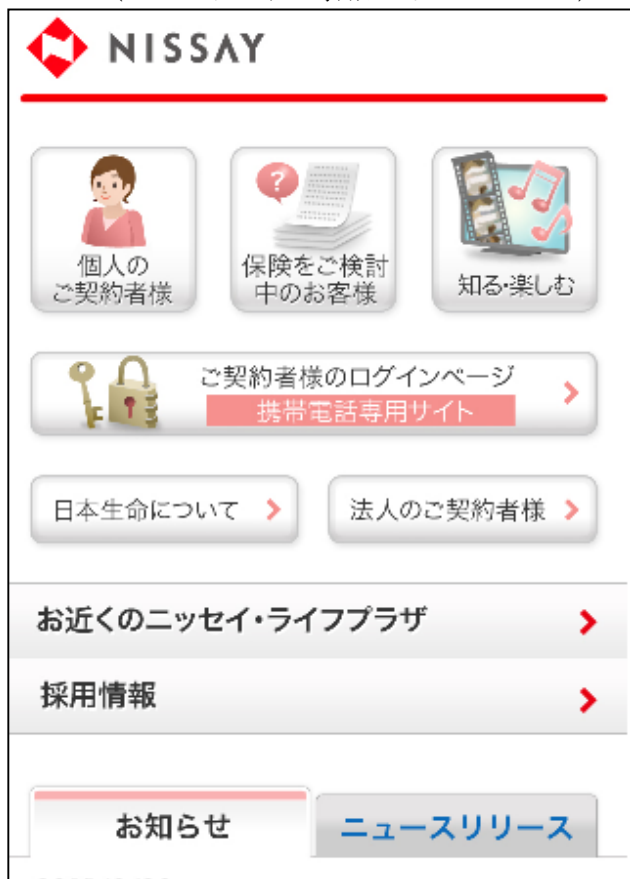 NISSAY
?
個人の
ご契約者様
保険をご検討
中のお客様
知る・楽しむ
ご契約者様のログインページ
携帯電話専用サイト
日本生命について
法人のご契約者様
お近くのニッセイ・ライフプラザ
採用情報
お知らせ
ニュースリリース